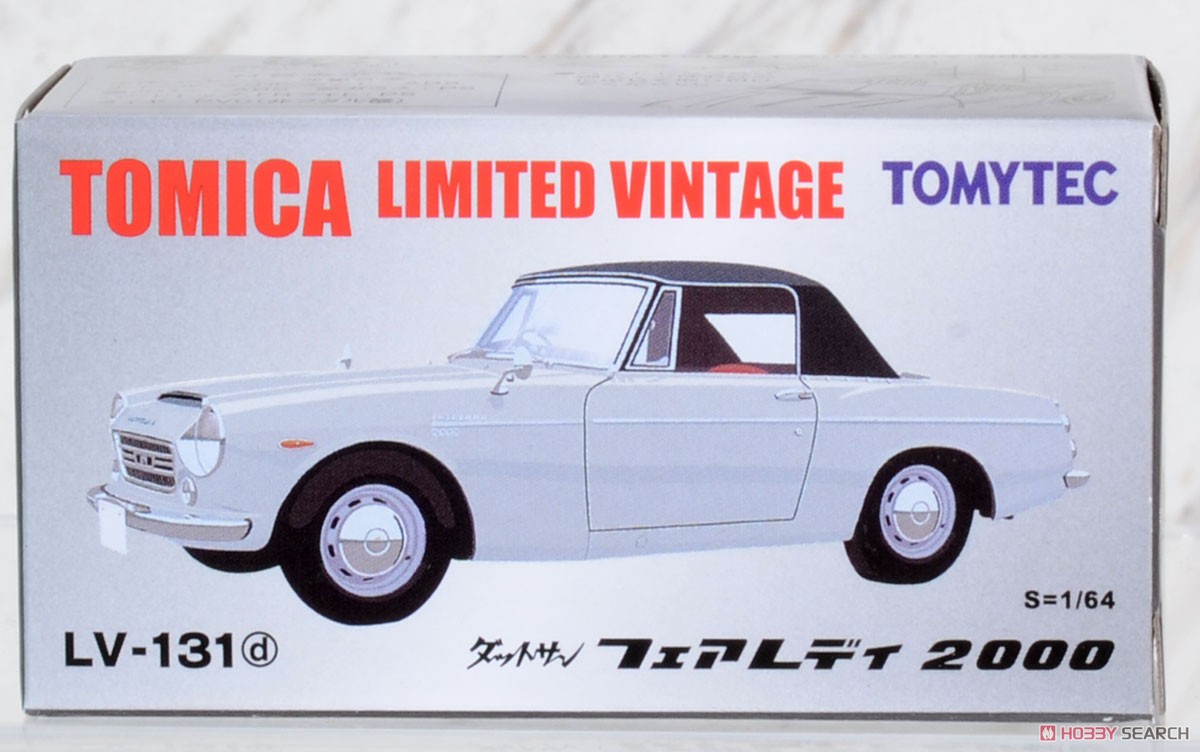 TOMICA LIMITED VINTAGE TOMYTEC
S=1/64
LV-131ⓓ ダットサン フェアレディ 2000
HOBBY SEARCH